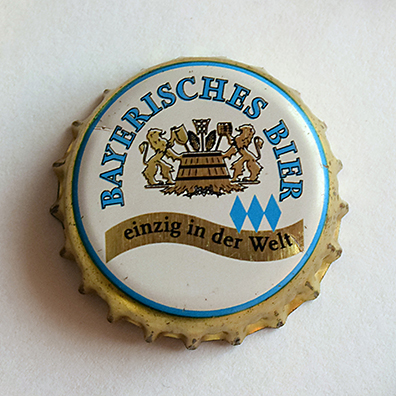 BAYERISCHES BIER
einzig in der Welt